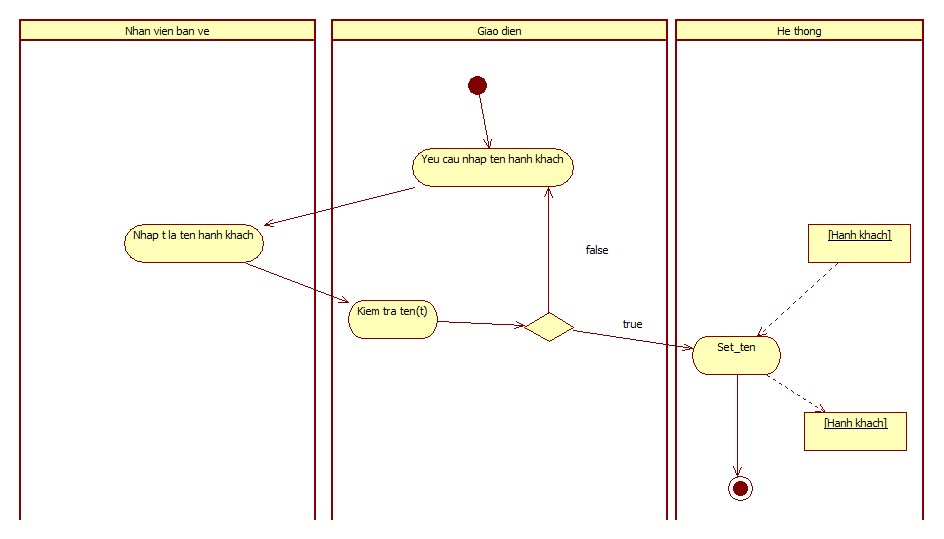 Nhan vien ban ve
Giao dien
He thong
Yeu cau nhap ten hanh khach
Nhap t la ten hanh khach
[Hanh khach]
false
Kiem tra ten(t)
true
Set_ten
[Hanh khach]